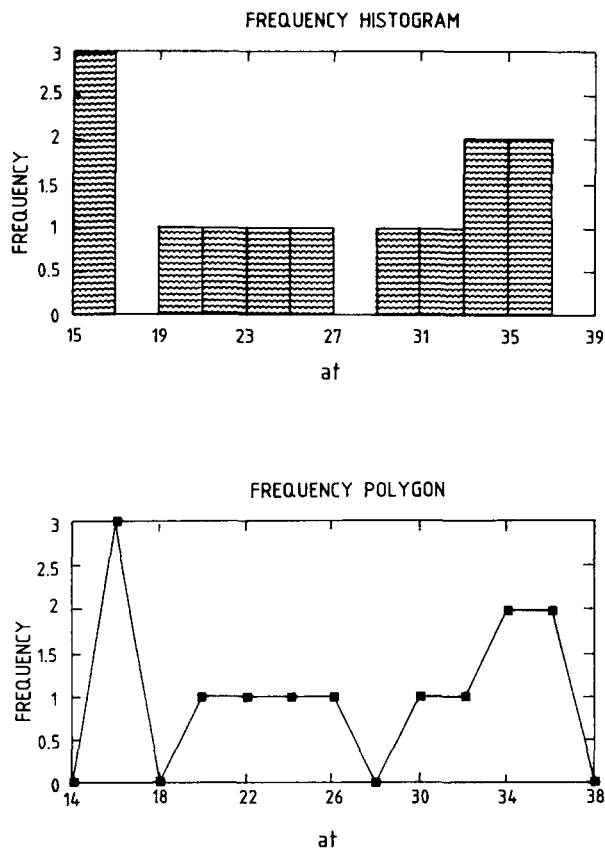 FREQUENCY HISTOGRAM
3
2.5
2
1.5
1
0.5
0
FREQUENCY
15 19 23 27 31 35 39
at
FREQUENCY POLYGON
3
2.5
2
1.5
1
0.5
0
FREQUENCY
14 18 22 26 30 34 38
at